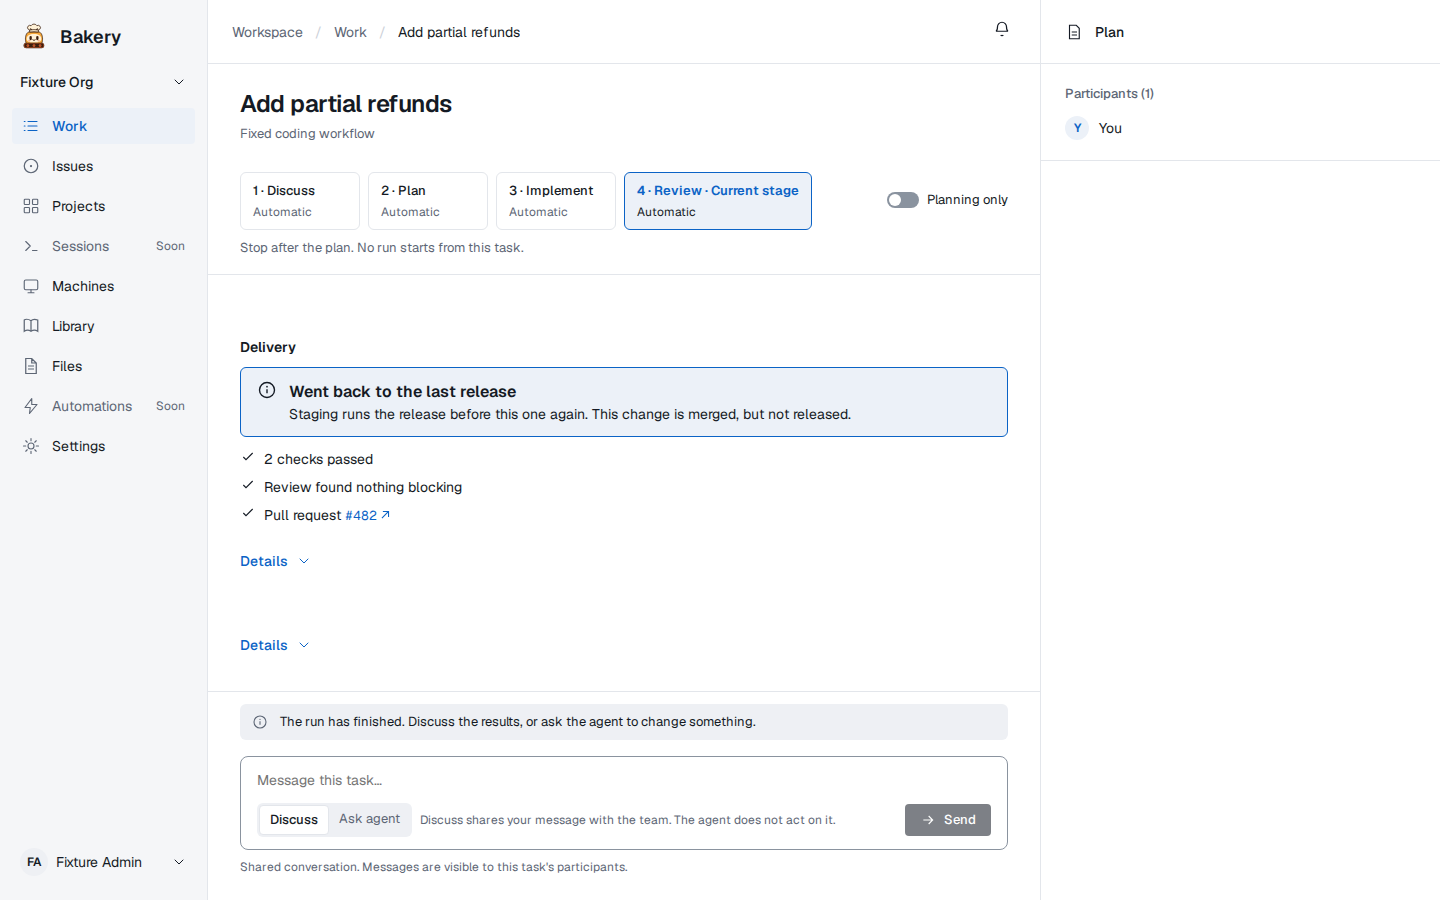 Bakery
Fixture Org
Work
Issues
Projects
Sessions Soon
Machines
Library
Files
Automations Soon
Settings
FA Fixture Admin
Workspace / Work / Add partial refunds
Add partial refunds
Fixed coding workflow
1 · Discuss
Automatic
2 · Plan
Automatic
3 · Implement
Automatic
4 · Review · Current stage
Automatic
Planning only
Stop after the plan. No run starts from this task.
Delivery
Went back to the last release
Staging runs the release before this one again. This change is merged, but not released.
2 checks passed
Review found nothing blocking
Pull request #482
Details
Details
The run has finished. Discuss the results, or ask the agent to change something.
Message this task...
Discuss Ask agent Discuss shares your message with the team. The agent does not act on it.
Send
Shared conversation. Messages are visible to this task's participants.
Plan
Participants (1)
Y You